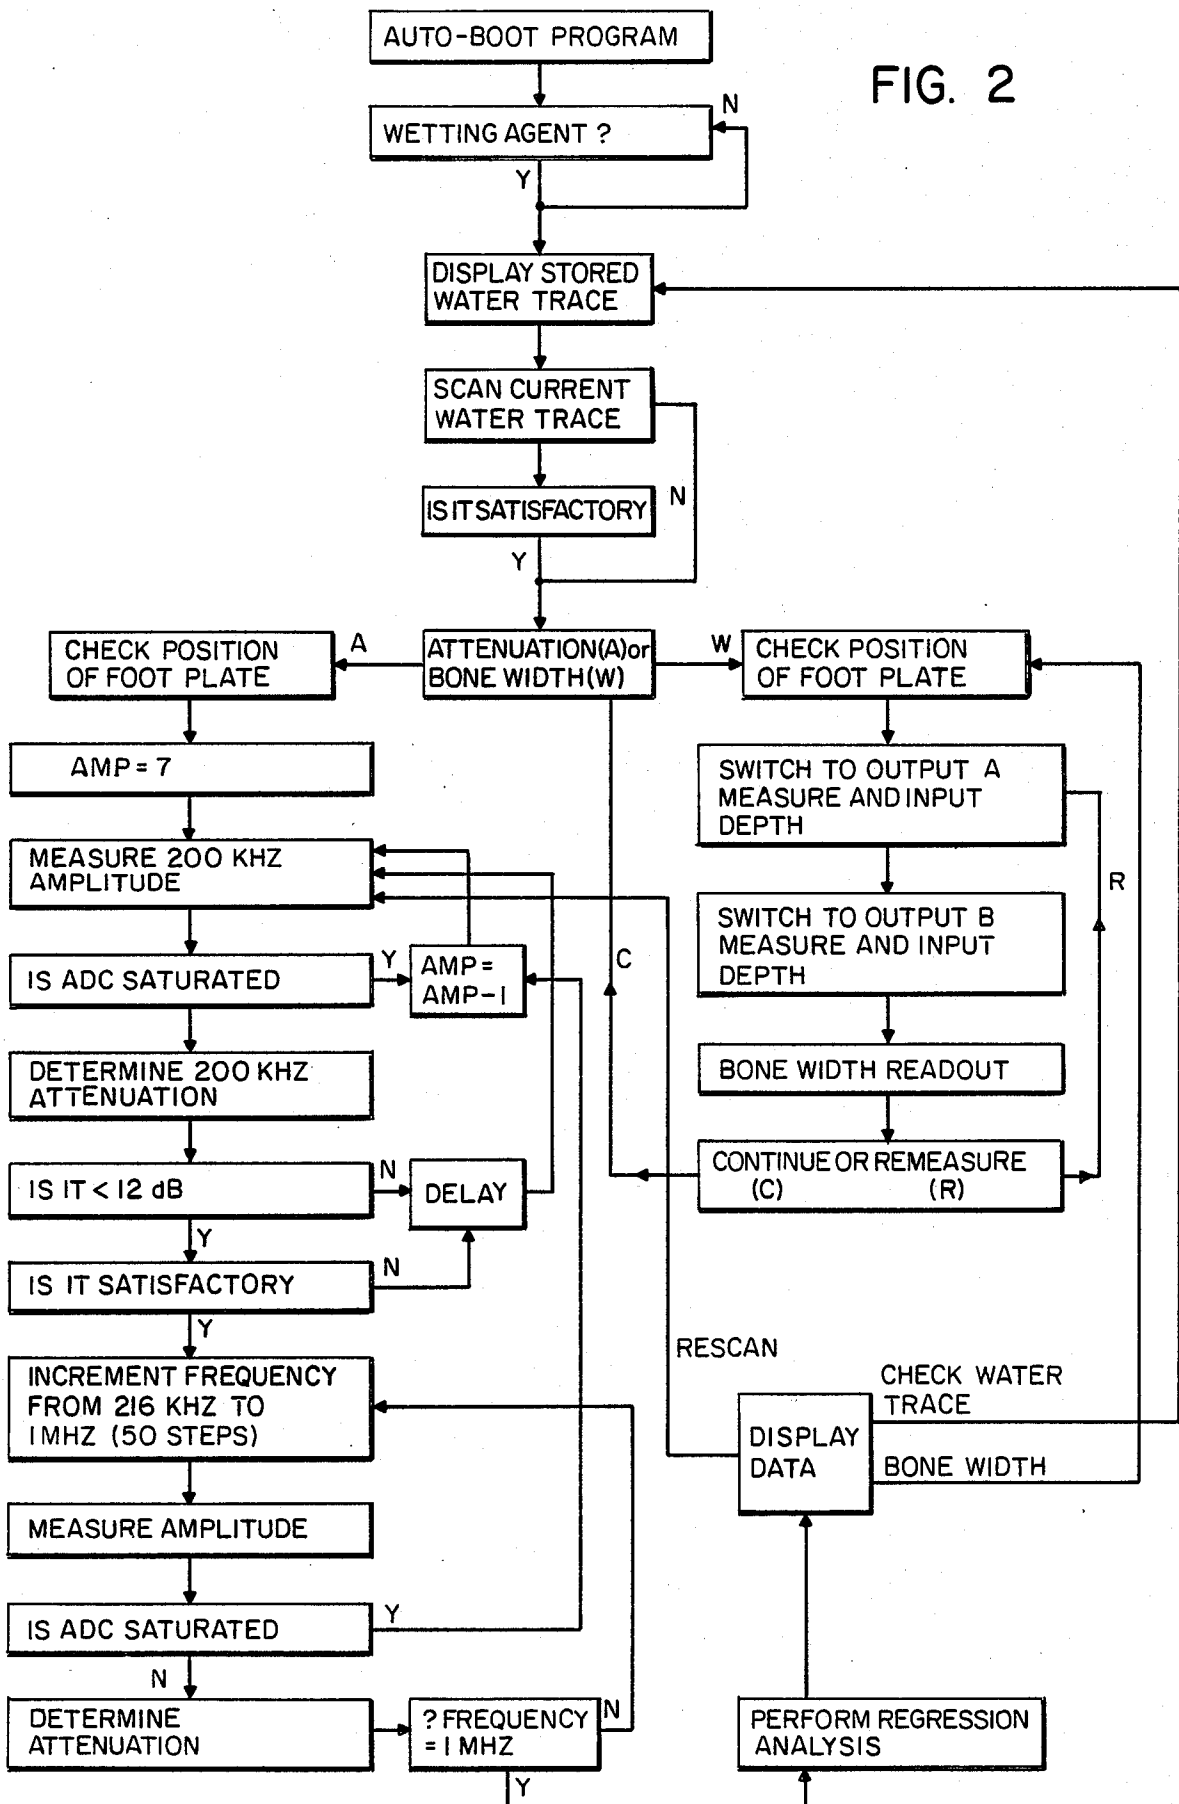 AUTO-BOOT PROGRAM
FIG. 2
WETTING AGENT ?
N
Y
DISPLAY STORED
WATER TRACE
SCAN CURRENT
WATER TRACE
N
IS IT SATISFACTORY
Y
CHECK POSITION
OF FOOT PLATE
A
ATTENUATION(A)or
BONE WIDTH(W)
W
CHECK POSITION
OF FOOT PLATE
AMP = 7
SWITCH TO OUTPUT A
MEASURE AND INPUT
DEPTH
R
MEASURE 200 KHZ
AMPLITUDE
SWITCH TO OUTPUT B
MEASURE AND INPUT
DEPTH
IS ADC SATURATED
Y
AMP=
AMP-1
C
DETERMINE 200 KHZ
ATTENUATION
BONE WIDTH READOUT
IS IT < 12 dB
N
DELAY
CONTINUE OR REMEASURE
(C) (R)
Y
IS IT SATISFACTORY
N
Y
INCREMENT FREQUENCY
FROM 216 KHZ TO
1MHZ (50 STEPS)
RESCAN
CHECK WATER
TRACE
DISPLAY
DATA
BONE WIDTH
MEASURE AMPLITUDE
IS ADC SATURATED
Y
N
DETERMINE
ATTENUATION
? FREQUENCY
= 1 MHZ
N
Y
PERFORM REGRESSION
ANALYSIS